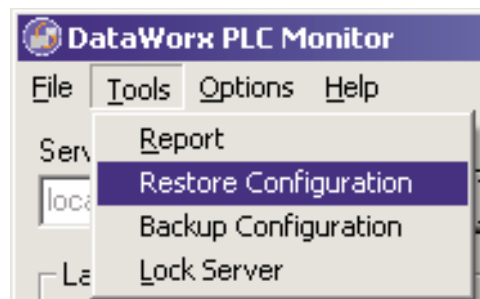 DataWorx PLC Monitor
File Tools Options Help
Report
Restore Configuration
Backup Configuration
Lock Server